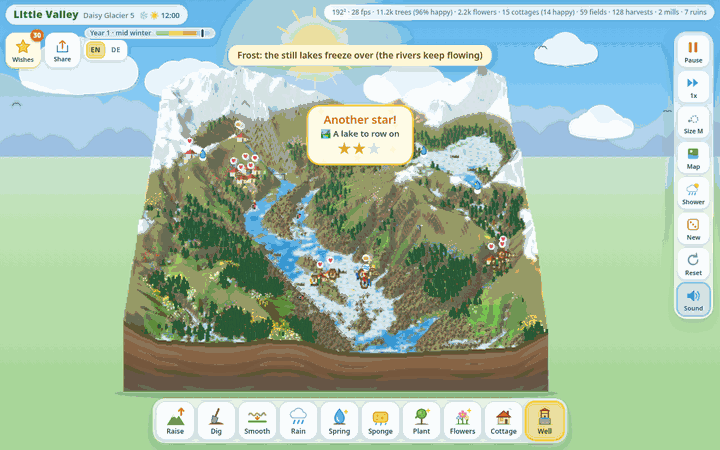 Little Valley Daisy Glacier 5 12:00
192² · 28 fps · 11.2k trees (96% happy) · 2.2k flowers · 15 cottages (14 happy) · 59 fields · 128 harvests · 2 mills · 7 ruins
Year 1 · mid winter
30
Wishes
Share
EN DE
Frost: the still lakes freeze over (the rivers keep flowing)
Another star!
A lake to row on
Pause
1x
Size M
Map
Shower
New
Reset
Sound
Raise Dig Smooth Rain Spring Sponge Plant Flowers Cottage Well